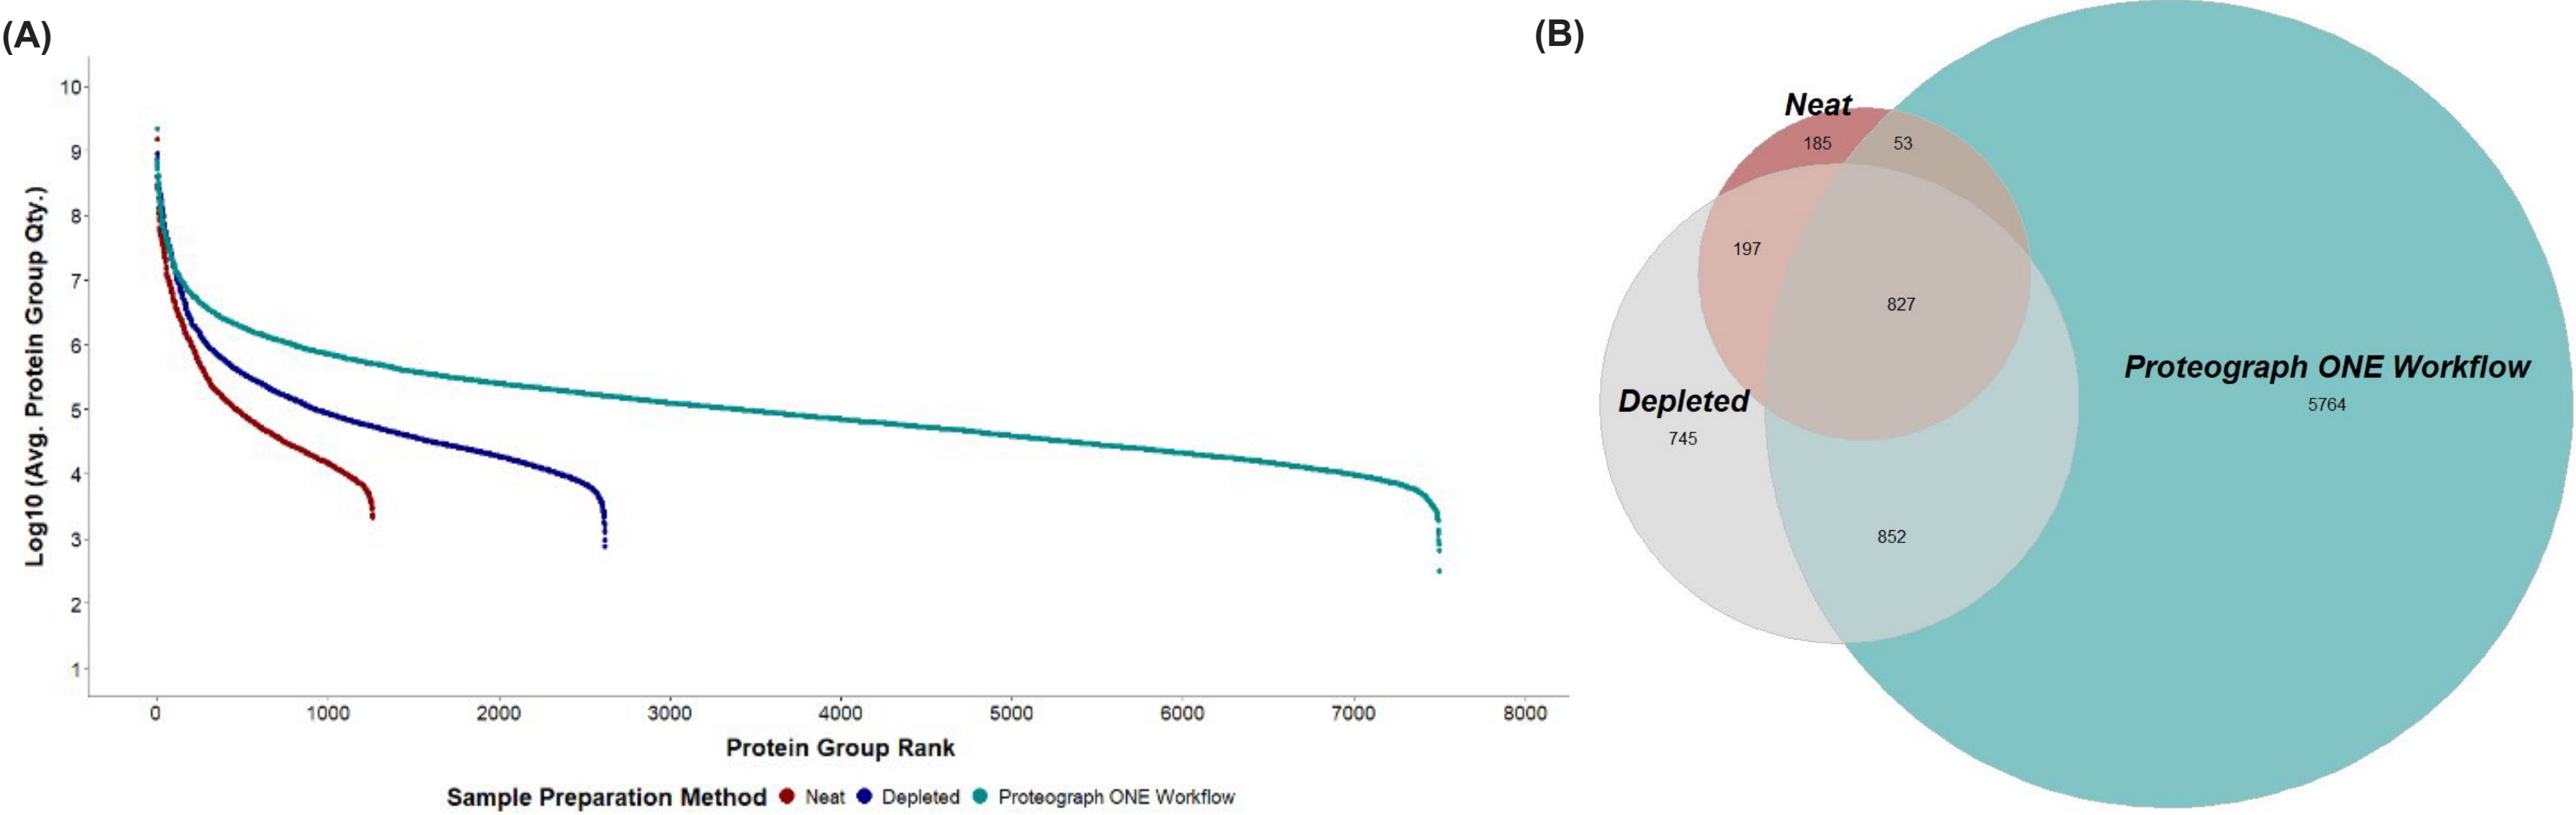 (A)
Log10 (Avg. Protein Group Qty.)
10
9
8
7
6
5
4
3
2
1
0 1000 2000 3000 4000 5000 6000 7000 8000
Protein Group Rank
Sample Preparation Method Neat Depleted Proteograph ONE Workflow
(B)
Neat
185 53
197
827
Proteograph ONE Workflow
5764
Depleted
745
852